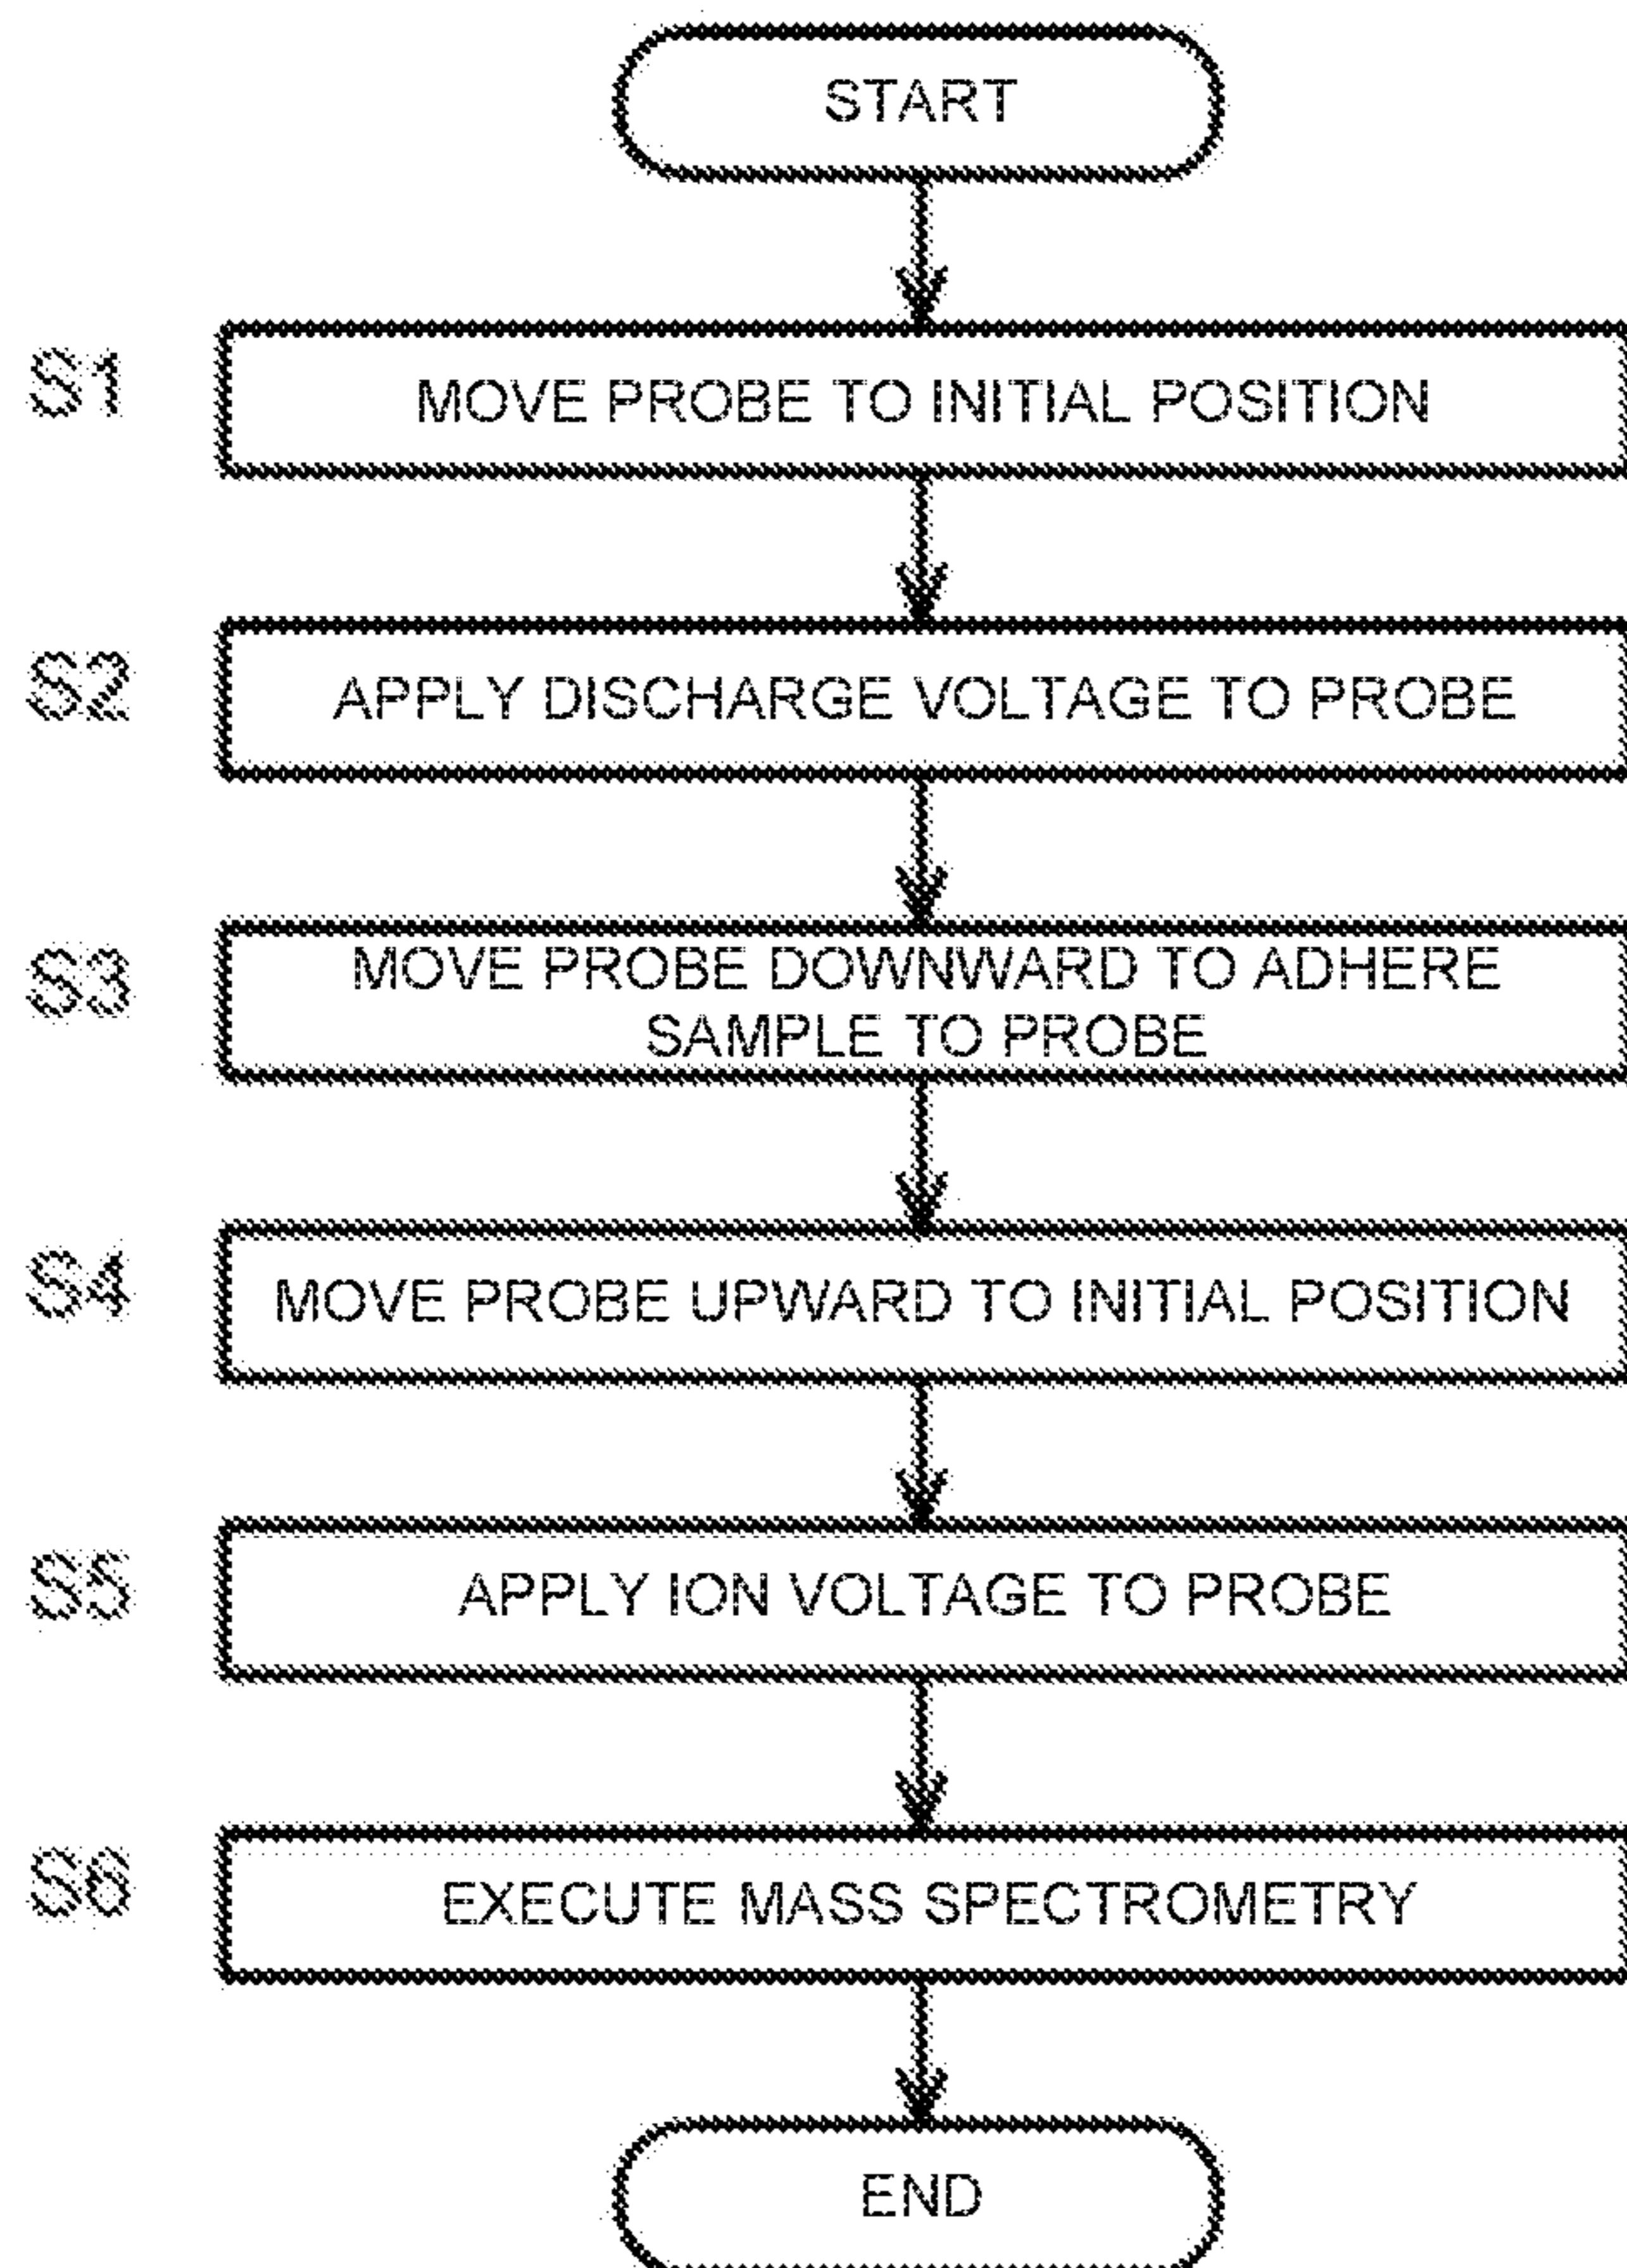 START
S1
MOVE PROBE TO INITIAL POSITION
S2
APPLY DISCHARGE VOLTAGE TO PROBE
S3
MOVE PROBE DOWNWARD TO ADHERE
SAMPLE TO PROBE
S4
MOVE PROBE UPWARD TO INITIAL POSITION
S5
APPLY ION VOLTAGE TO PROBE
S6
EXECUTE MASS SPECTROMETRY
END